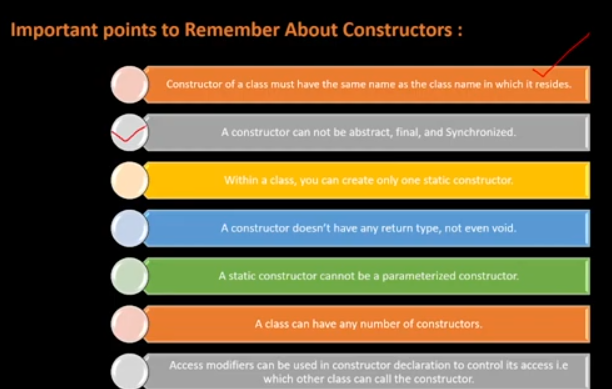 Important points to Remember About Constructors :
Constructor of a class must have the same name as the class name in which it resides.
A constructor can not be abstract, final, and Synchronized.
Within a class, you can create only one static constructor.
A constructor doesn't have any return type, not even void.
A static constructor cannot be a parameterized constructor.
A class can have any number of constructors.
Access modifiers can be used in constructor declaration to control its access i.e
which other class can call the constructor.